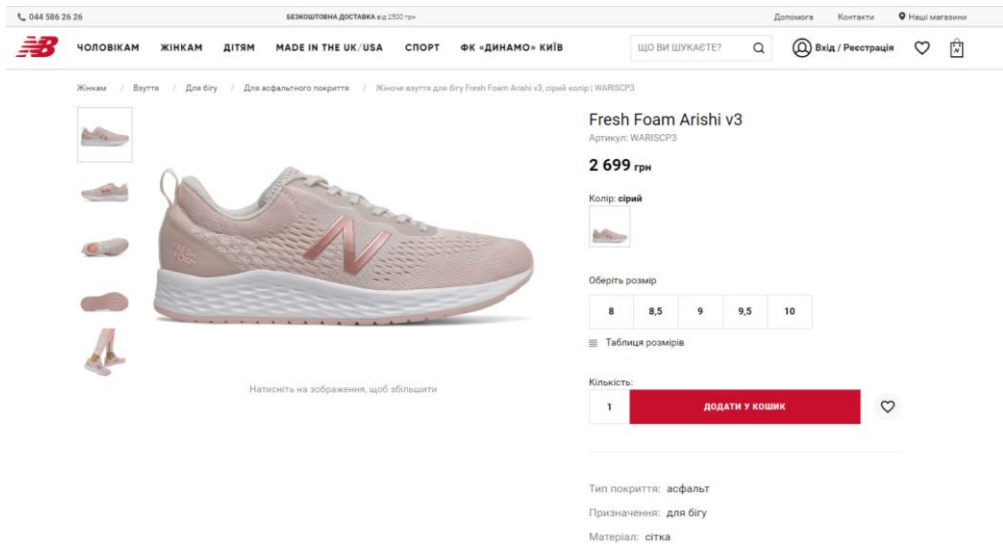 044 586 26 26
БЕЗКОШТОВНА ДОСТАВКА від 2500 грн
Допомога
Контакти
Наші магазини
ЧОЛОВІКАМ
ЖІНКАМ
ДІТЯМ
MADE IN THE UK/USA
СПОРТ
ФК «ДИНАМО» КИЇВ
ЩО ВИ ШУКАЄТЕ?
Вхід / Реєстрація
Жінкам / Взуття / Для бігу / Для асфальтного покриття / Жіноче взуття для бігу Fresh Foam Arishi v3, сірий колір | WARISCP3
Fresh Foam Arishi v3
Артикул: WARISCP3
2 699 грн
Колір: сірий
Оберіть розмір
8
8,5
9
9,5
10
Таблиця розмірів
Кількість:
1
ДОДАТИ У КОШИК
Натисніть на зображення, щоб збільшити
Тип покриття: асфальт
Призначення: для бігу
Матеріал: сітка
FRESH
FOAM